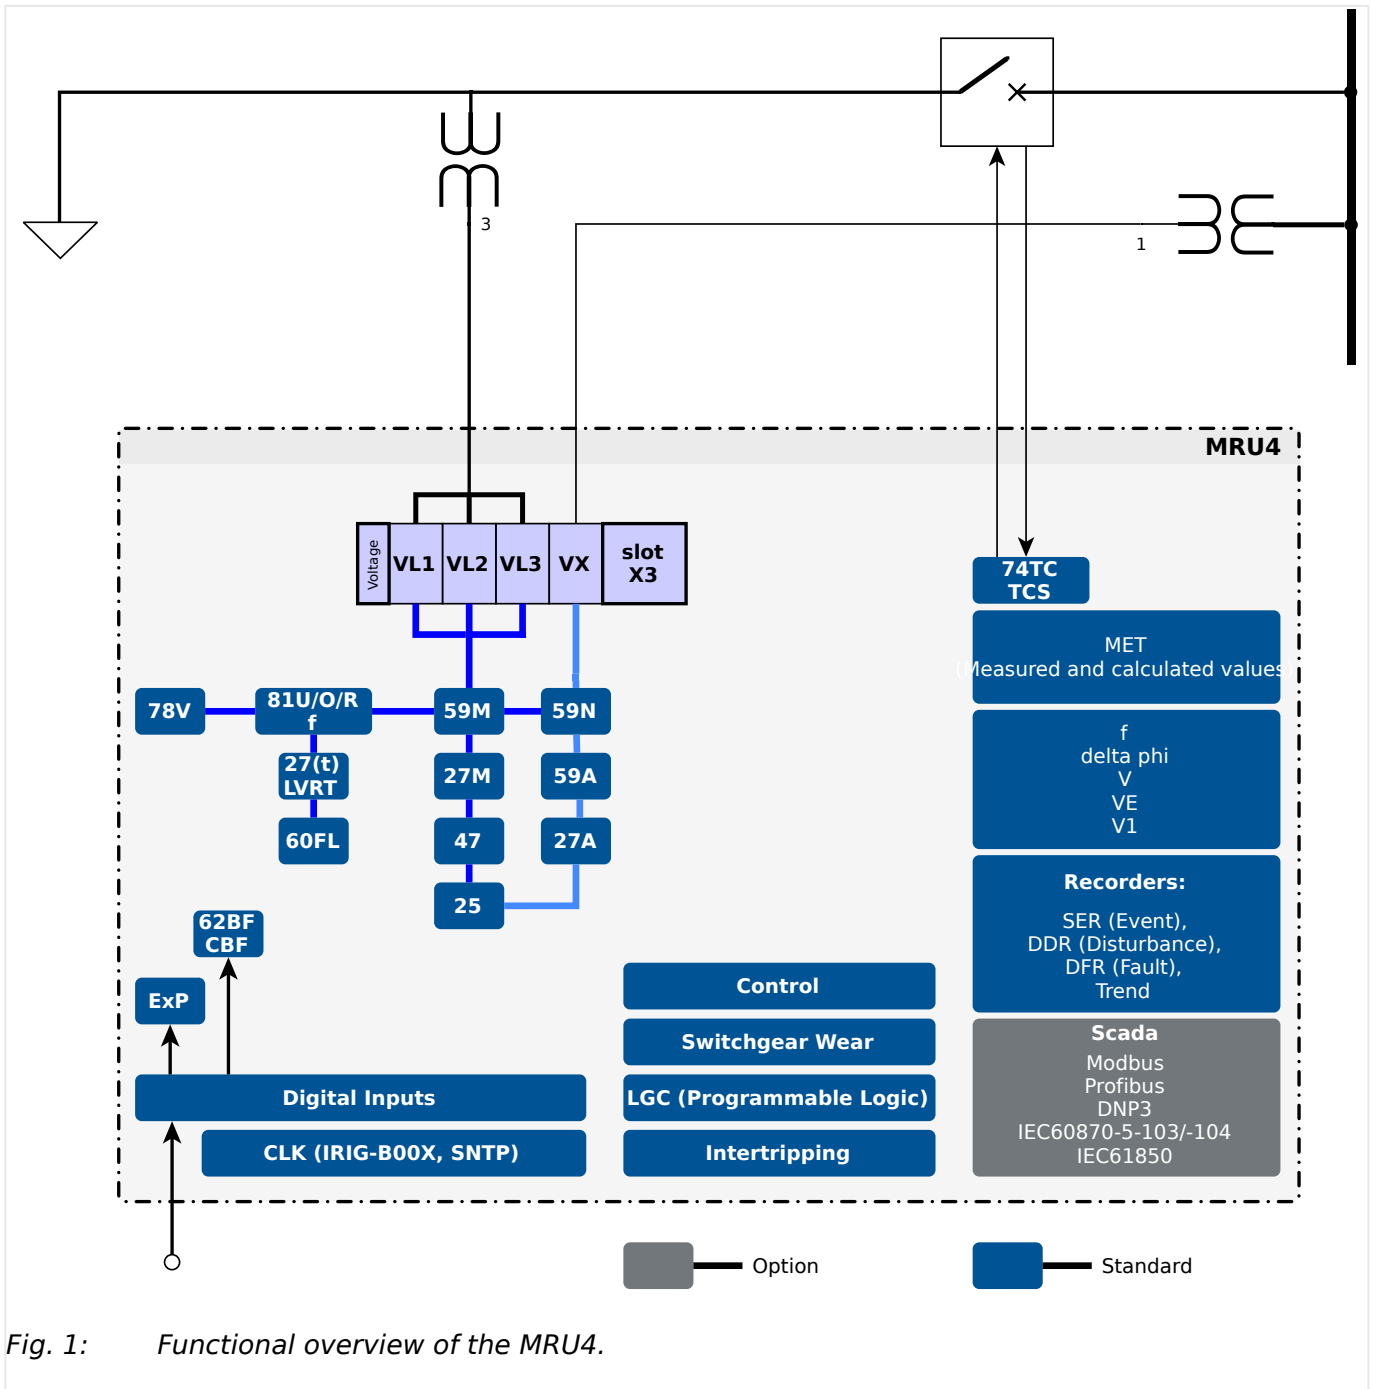 3
1
MRU4
Voltage
VL1
VL2
VL3
VX
slot
X3
74TC
TCS
MET
(Measured and calculated values)
78V
81U/O/R
f
59M
59N
27(t)
LVRT
27M
59A
60FL
47
27A
25
f
delta phi
V
VE
V1
Recorders:
SER (Event),
DDR (Disturbance),
DFR (Fault),
Trend
62BF
CBF
ExP
Digital Inputs
CLK (IRIG-B00X, SNTP)
Control
Switchgear Wear
LGC (Programmable Logic)
Intertripping
Scada
Modbus
Profibus
DNP3
IEC60870-5-103/-104
IEC61850
Option
Standard
Fig. 1: Functional overview of the MRU4.